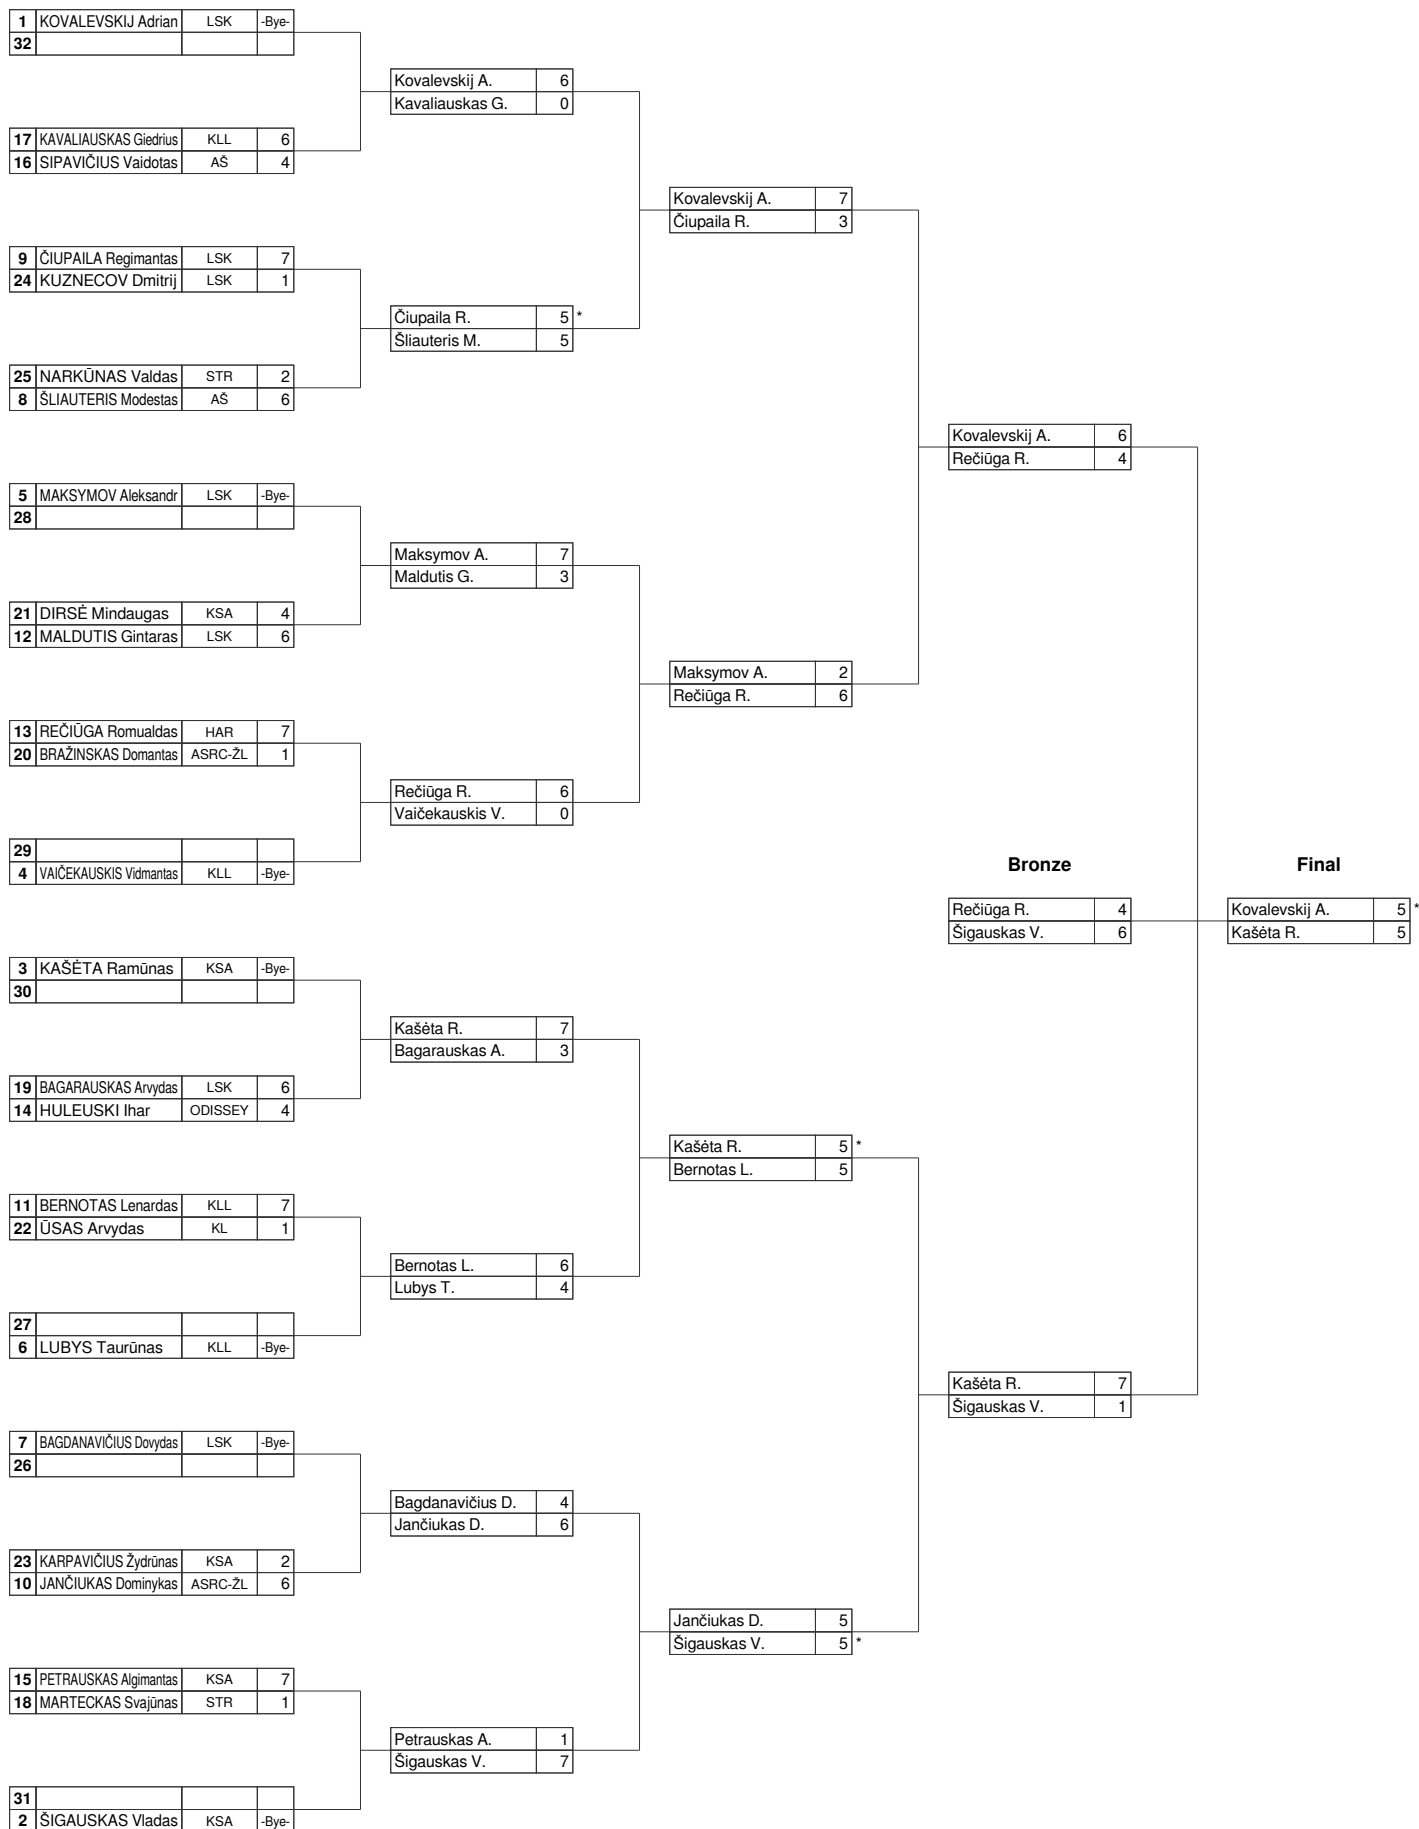 1 KOVALEVSKIJ Adrian LSK -Bye-
32
Kovalevskij A. 6
Kavaliauskas G. 0
17 KAVALIAUSKAS Giedrius KLL 6
16 SIPAVIČIUS Vaidotas AŠ 4
Kovalevskij A. 7
Čiupaila R. 3
9 ČIUPAILA Regimantas LSK 7
24 KUZNECOV Dmitrij LSK 1
Čiupaila R. 5 *
Šliauteris M. 5
25 NARKŪNAS Valdas STR 2
8 ŠLIAUTERIS Modestas AŠ 6
Kovalevskij A. 6
Rečiūga R. 4
5 MAKSYMOV Aleksandr LSK -Bye-
28
Maksymov A. 7
Maldutis G. 3
21 DIRSĖ Mindaugas KSA 4
12 MALDUTIS Gintaras LSK 6
Maksymov A. 2
Rečiūga R. 6
13 REČIŪGA Romualdas HAR 7
20 BRAŽINSKAS Domantas ASRC-ŽL 1
Rečiūga R. 6
Vaičekauskis V. 0
29
4 VAIČEKAUSKIS Vidmantas KLL -Bye-
Bronze Final
Rečiūga R. 4 Kovalevskij A. 5 *
Šigauskas V. 6 Kašėta R. 5
3 KAŠĖTA Ramūnas KSA -Bye-
30
Kašėta R. 7
Bagarauskas A. 3
19 BAGARAUSKAS Arvydas LSK 6
14 HULEUSKI Ihar ODISSEY 4
Kašėta R. 5 *
Bernotas L. 5
11 BERNOTAS Lenardas KLL 7
22 ŪSAS Arvydas KL 1
Bernotas L. 6
Lubys T. 4
27
6 LUBYS Taurūnas KLL -Bye-
Kašėta R. 7
Šigauskas V. 1
7 BAGDANAVIČIUS Dovydas LSK -Bye-
26
Bagdanavičius D. 4
Jančiukas D. 6
23 KARPAVIČIUS Žydrūnas KSA 2
10 JANČIUKAS Dominykas ASRC-ŽL 6
Jančiukas D. 5
Šigauskas V. 5 *
15 PETRAUSKAS Algimantas KSA 7
18 MARTECKAS Svajūnas STR 1
Petrauskas A. 1
Šigauskas V. 7
31
2 ŠIGAUSKAS Vladas KSA -Bye-